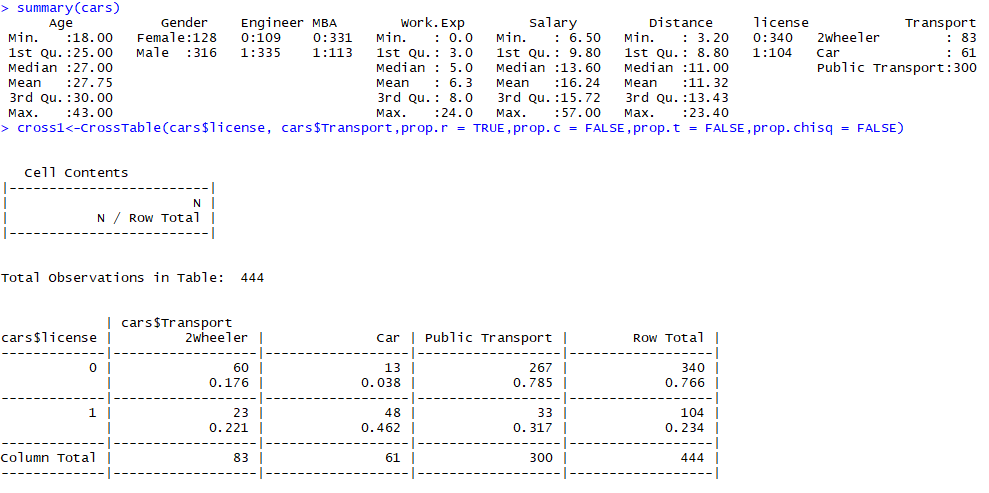 > summary(cars)
      Age            Gender    Engineer MBA        Work.Exp        Salary         Distance     license            Transport
 Min.   :18.00   Female:128   0:109    0:331   Min.   : 0.0   Min.   : 6.50   Min.   : 3.20   0:340   2Wheeler        : 83
 1st Qu.:25.00   Male  :316   1:335    1:113   1st Qu.: 3.0   1st Qu.: 9.80   1st Qu.: 8.80   1:104   Car             : 61
 Median :27.00                                 Median : 5.0   Median :13.60   Median :11.00           Public Transport:300
 Mean   :27.75                                 Mean   : 6.3   Mean   :16.24   Mean   :11.32
 3rd Qu.:30.00                                 3rd Qu.: 8.0   3rd Qu.:15.72   3rd Qu.:13.43
 Max.   :43.00                                 Max.   :24.0   Max.   :57.00   Max.   :23.40
> cross1<-CrossTable(cars$license, cars$Transport,prop.r = TRUE,prop.c = FALSE,prop.t = FALSE,prop.chisq = FALSE)
   Cell Contents
|-------------------------|
|                       N |
|           N / Row Total |
|-------------------------|
Total Observations in Table:  444
             | cars$Transport
cars$license |         2Wheeler |              Car | Public Transport |        Row Total |
-------------|------------------|------------------|------------------|------------------|
           0 |               60 |               13 |              267 |              340 |
             |            0.176 |            0.038 |            0.785 |            0.766 |
-------------|------------------|------------------|------------------|------------------|
           1 |               23 |               48 |               33 |              104 |
             |            0.221 |            0.462 |            0.317 |            0.234 |
-------------|------------------|------------------|------------------|------------------|
Column Total |               83 |               61 |              300 |              444 |
-------------|------------------|------------------|------------------|------------------|